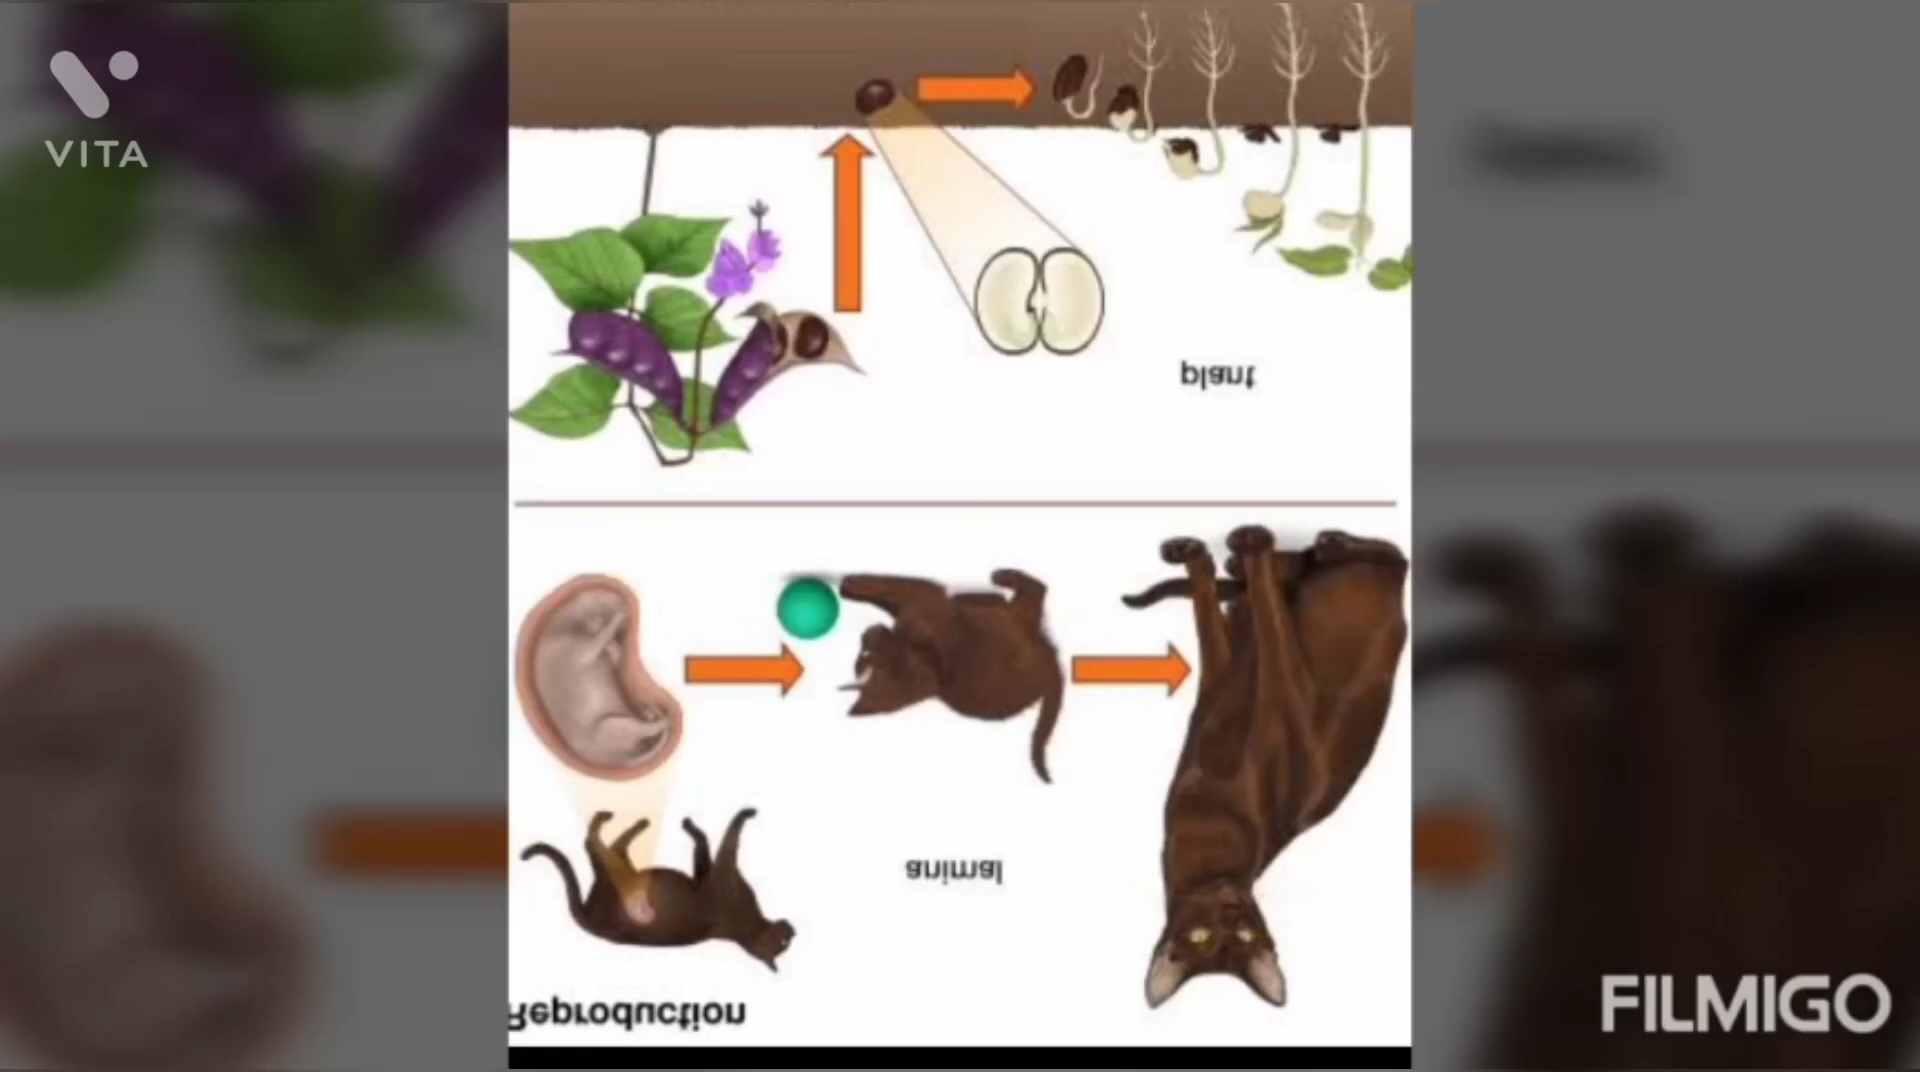 VITA
plant
animal
Reproduction
FILMIGO